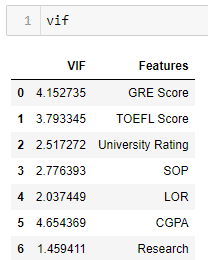 1 vif
VIF Features
0 4.152735 GRE Score
1 3.793345 TOEFL Score
2 2.517272 University Rating
3 2.776393 SOP
4 2.037449 LOR
5 4.654369 CGPA
6 1.459411 Research